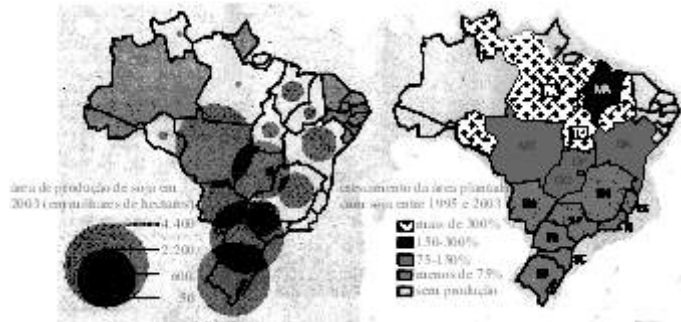 área de produção de soja em
2003 (em milhares de hectares)
4.400
2.200
600
50
crescimento da área plantada
com soja entre 1995 e 2003
mais de 300%
150-300%
75-150%
menos de 75%
sem produção
PA
MA
TO
MT
BA
GO
MG
PR
SC
RS